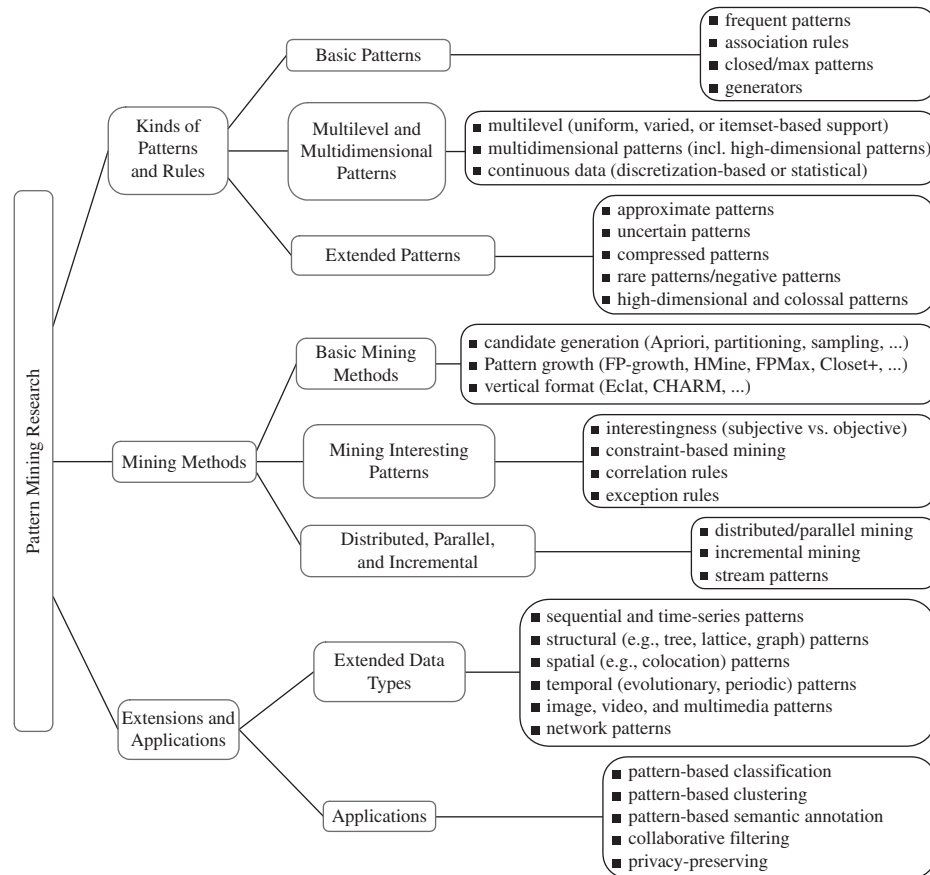 Pattern Mining Research
Kinds of
Patterns
and Rules
Basic Patterns
■ frequent patterns
■ association rules
■ closed/max patterns
■ generators
Multilevel and
Multidimensional
Patterns
■ multilevel (uniform, varied, or itemset-based support)
■ multidimensional patterns (incl. high-dimensional patterns)
■ continuous data (discretization-based or statistical)
Extended Patterns
■ approximate patterns
■ uncertain patterns
■ compressed patterns
■ rare patterns/negative patterns
■ high-dimensional and colossal patterns
Mining Methods
Basic Mining
Methods
■ candidate generation (Apriori, partitioning, sampling, ...)
■ Pattern growth (FP-growth, HMine, FPMax, Closet+, ...)
■ vertical format (Eclat, CHARM, ...)
Mining Interesting
Patterns
■ interestingness (subjective vs. objective)
■ constraint-based mining
■ correlation rules
■ exception rules
Distributed, Parallel,
and Incremental
■ distributed/parallel mining
■ incremental mining
■ stream patterns
Extensions and
Applications
Extended Data
Types
■ sequential and time-series patterns
■ structural (e.g., tree, lattice, graph) patterns
■ spatial (e.g., colocation) patterns
■ temporal (evolutionary, periodic) patterns
■ image, video, and multimedia patterns
■ network patterns
Applications
■ pattern-based classification
■ pattern-based clustering
■ pattern-based semantic annotation
■ collaborative filtering
■ privacy-preserving